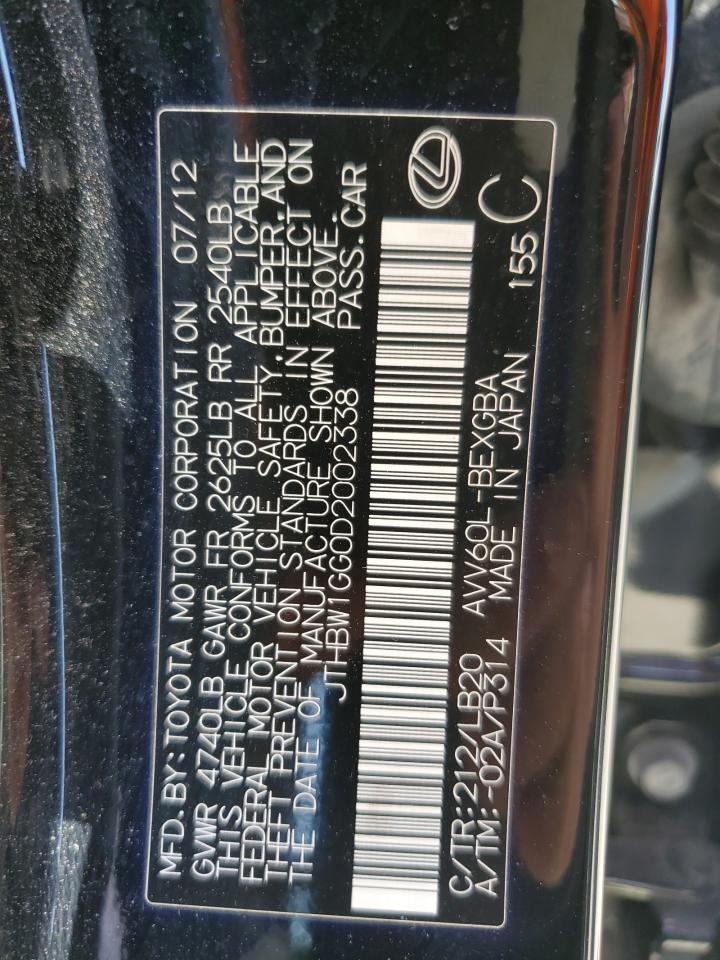 MFD. BY: TOYOTA MOTOR CORPORATION 07/12
GVWR 4740LB GAWR FR 2625LB RR 2540LB
THIS VEHICLE CONFORMS TO ALL APPLICABLE
FEDERAL MOTOR VEHICLE SAFETY, BUMPER, AND
THEFT PREVENTION STANDARDS IN EFFECT ON
THE DATE OF MANUFACTURE SHOWN ABOVE.
JTHBW1GG0D2002338 PASS. CAR
C/TR:212/LB20 AVV60L-BEXGBA 155 C
A/TM:-02A/P314 MADE IN JAPAN